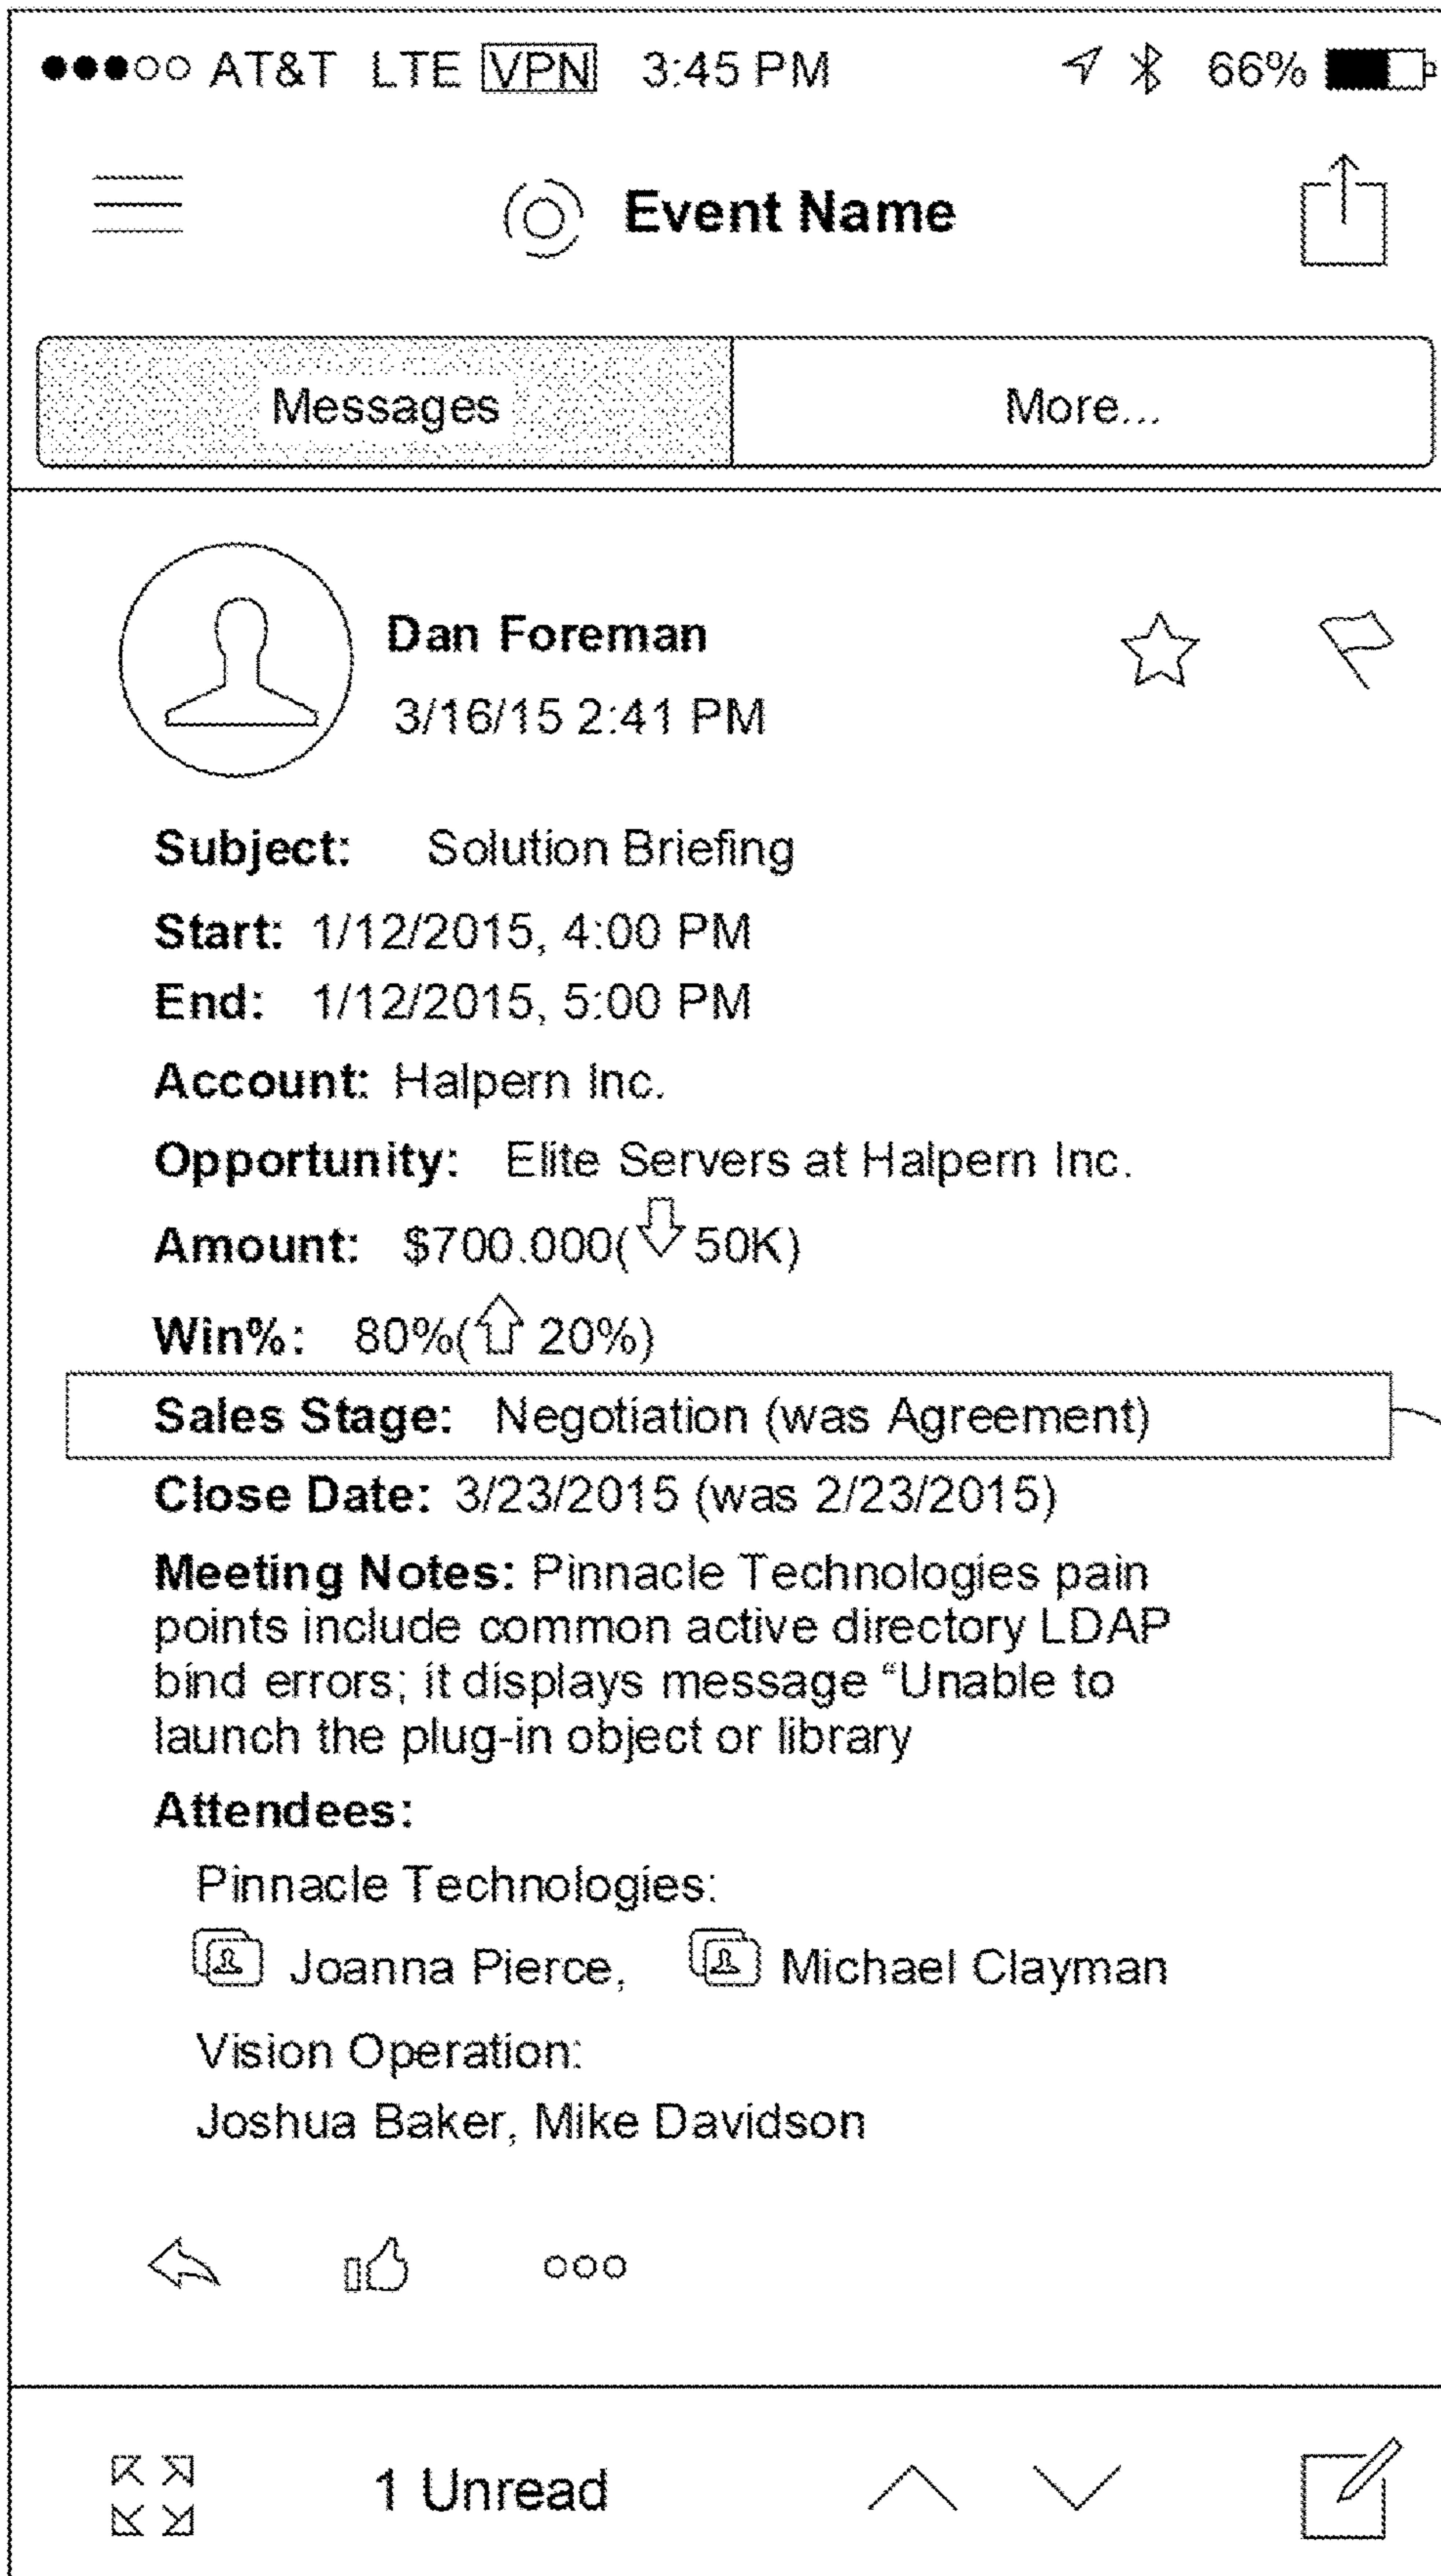 AT&T LTE VPN 3:45 PM 66%
Event Name
Messages More...
Dan Foreman
3/16/15 2:41 PM
Subject: Solution Briefing
Start: 1/12/2015, 4:00 PM
End: 1/12/2015, 5:00 PM
Account: Halpern Inc.
Opportunity: Elite Servers at Halpern Inc.
Amount: $700.000(⇩50K)
Win%: 80%(⇧ 20%)
Sales Stage: Negotiation (was Agreement)
Close Date: 3/23/2015 (was 2/23/2015)
Meeting Notes: Pinnacle Technologies pain
points include common active directory LDAP
bind errors; it displays message “Unable to
launch the plug-in object or library
Attendees:
Pinnacle Technologies:
Joanna Pierce, Michael Clayman
Vision Operation:
Joshua Baker, Mike Davidson
1 Unread